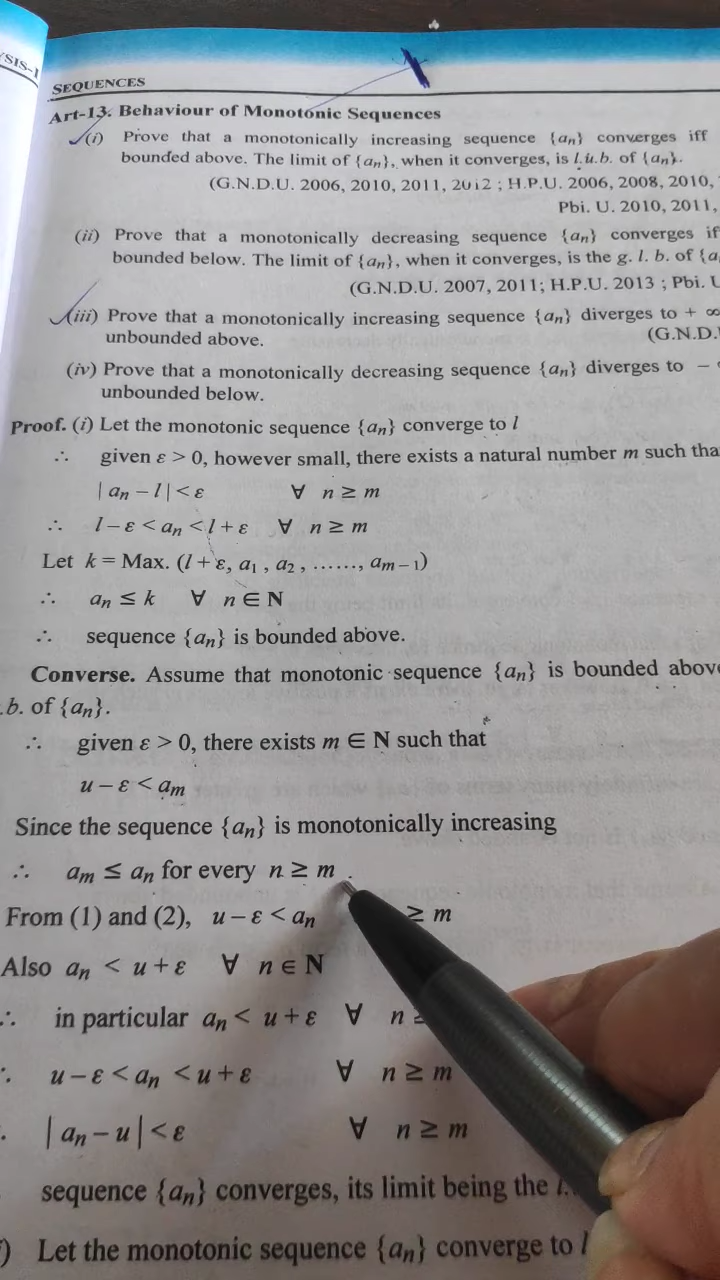 SEQUENCES
Art-13. Behaviour of Monotonic Sequences
(i) Prove that a monotonically increasing sequence {aₙ} converges iff
bounded above. The limit of {aₙ}, when it converges, is l.u.b. of {aₙ}.
(G.N.D.U. 2006, 2010, 2011, 2012 ; H.P.U. 2006, 2008, 2010,
Pbi. U. 2010, 2011,
(ii) Prove that a monotonically decreasing sequence {aₙ} converges if
bounded below. The limit of {aₙ}, when it converges, is the g. l. b. of {a
(G.N.D.U. 2007, 2011; H.P.U. 2013 ; Pbi. U
(iii) Prove that a monotonically increasing sequence {aₙ} diverges to + ∞
unbounded above. (G.N.D.
(iv) Prove that a monotonically decreasing sequence {aₙ} diverges to –
unbounded below.
Proof. (i) Let the monotonic sequence {aₙ} converge to l
∴ given ε > 0, however small, there exists a natural number m such tha
| aₙ – l | < ε ∀ n ≥ m
∴ l – ε < aₙ < l + ε ∀ n ≥ m
Let k = Max. (l + ε, a₁ , a₂ , ......, aₘ₋₁)
∴ aₙ ≤ k ∀ n ∈ N
∴ sequence {aₙ} is bounded above.
Converse. Assume that monotonic sequence {aₙ} is bounded above
.b. of {aₙ}.
∴ given ε > 0, there exists m ∈ N such that
u – ε < aₘ
Since the sequence {aₙ} is monotonically increasing
∴ aₘ ≤ aₙ for every n ≥ m
From (1) and (2), u – ε < aₙ ≥ m
Also aₙ < u + ε ∀ n ∈ N
∴ in particular aₙ < u + ε ∀ n ≥
∴ u – ε < aₙ < u + ε ∀ n ≥ m
| aₙ – u | < ε ∀ n ≥ m
sequence {aₙ} converges, its limit being the l.
) Let the monotonic sequence {aₙ} converge to l